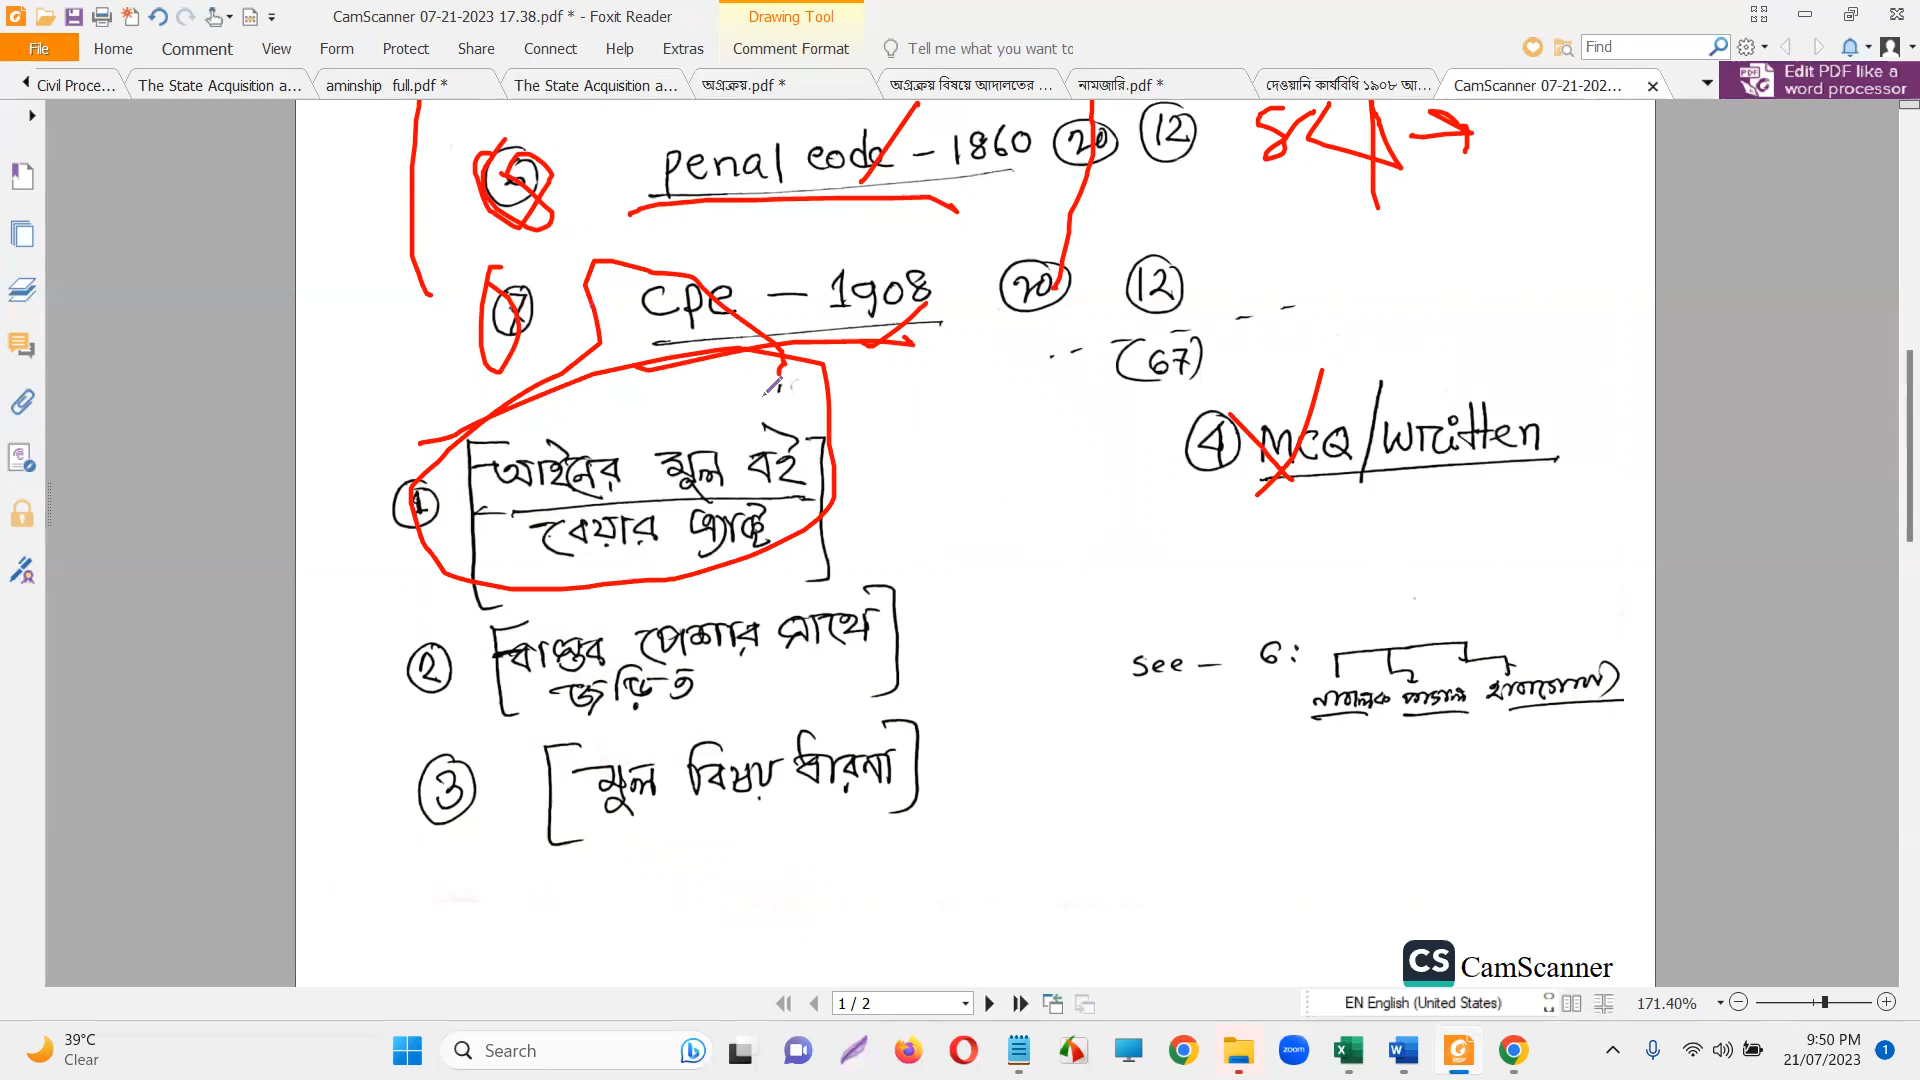 CamScanner 07-21-2023 17.38.pdf * - Foxit Reader
Drawing Tool
File Home Comment View Form Protect Share Connect Help Extras Comment Format Tell me what you want to Find
Civil Proce... The State Acquisition a... aminship full.pdf * The State Acquisition a... অগ্রক্রয়.pdf * অগ্রক্রয় বিষয়ে আদালতের ... নামজারি.pdf * দেওয়ানি কার্যবিধি ১৯০৮ আ... CamScanner 07-21-202...
Edit PDF like a
word processor
penal code - 1860 20 12
7 cpc - 1908 20 12
(67)
4 MCQ/written
1 আইনের মূল বই
বেয়ার এ্যাক্ট
2 বাস্তব পেশার সাথে
জড়িত
See - 6:
3 মূল বিষয় ধারনা
CS CamScanner
1 / 2
EN English (United States)
171.40%
39°C
Clear
Search
zoom
9:50 PM
21/07/2023
1